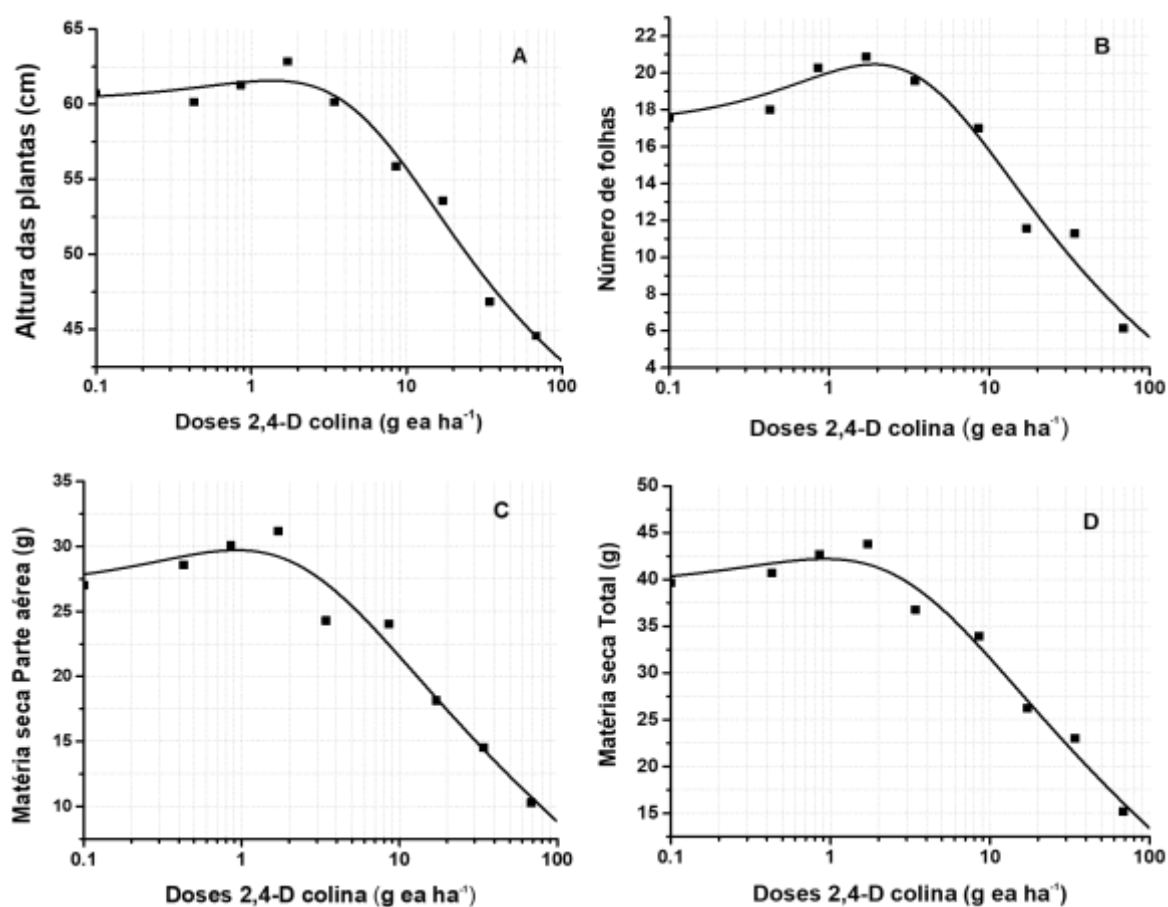 A
Altura das plantas (cm)
65
60
55
50
45
0.1 1 10 100
Doses 2,4-D colina (g ea ha⁻¹)
B
Número de folhas
22
20
18
16
14
12
10
8
6
4
0.1 1 10 100
Doses 2,4-D colina (g ea ha⁻¹)
C
Matéria seca Parte aérea (g)
35
30
25
20
15
10
0.1 1 10 100
Doses 2,4-D colina (g ea ha⁻¹)
D
Matéria seca Total (g)
50
45
40
35
30
25
20
15
0.1 1 10 100
Doses 2,4-D colina (g ea ha⁻¹)